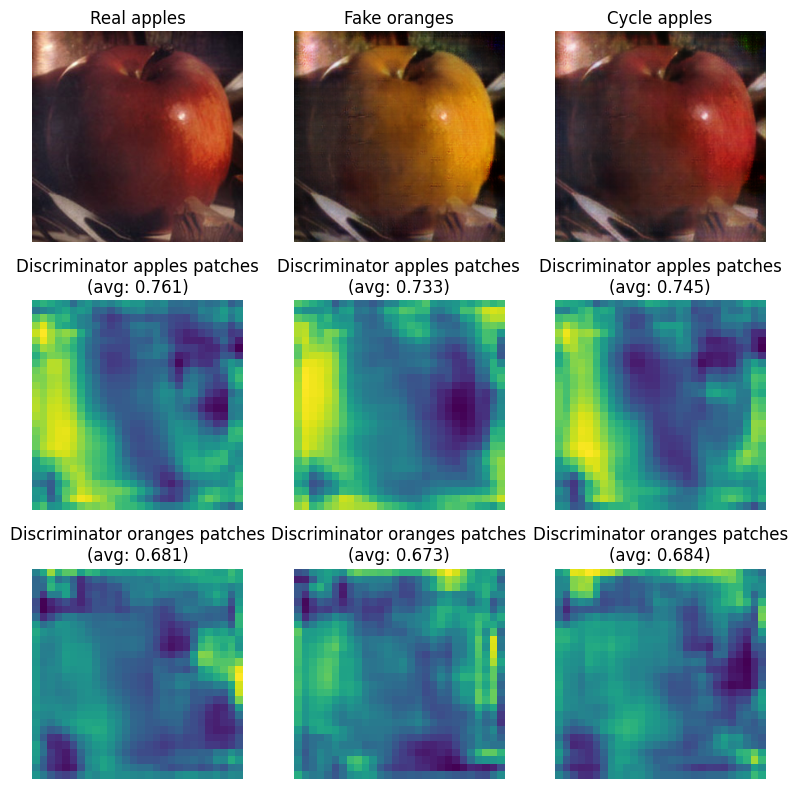 Real apples
Fake oranges
Cycle apples
Discriminator apples patches
(avg: 0.761)
Discriminator apples patches
(avg: 0.733)
Discriminator apples patches
(avg: 0.745)
Discriminator oranges patches
(avg: 0.681)
Discriminator oranges patches
(avg: 0.673)
Discriminator oranges patches
(avg: 0.684)